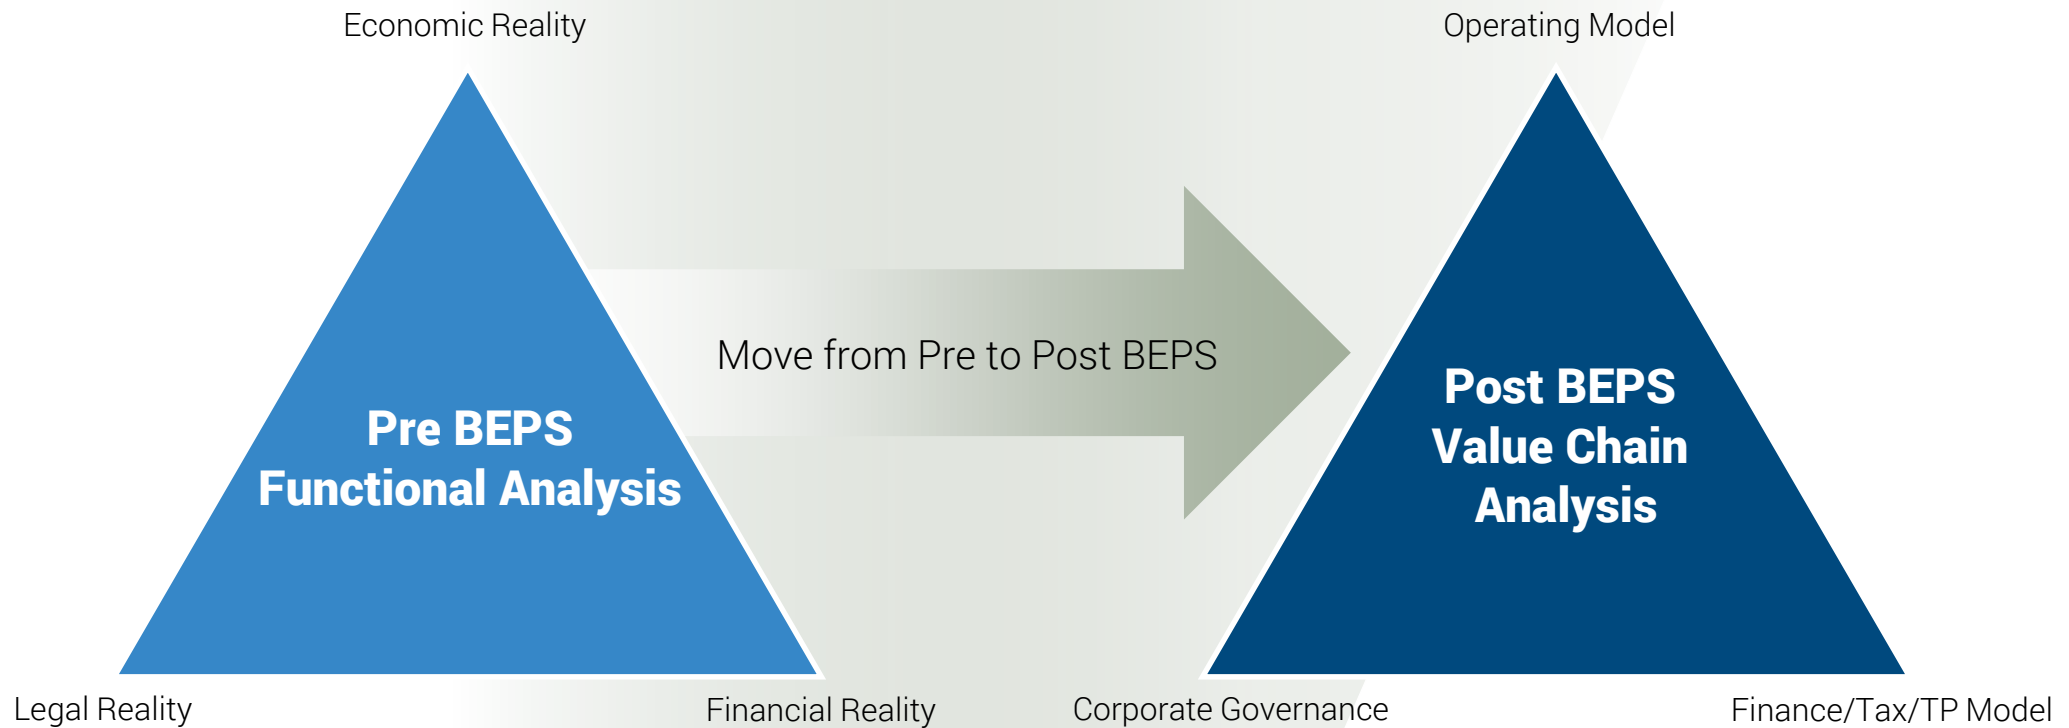 Economic Reality
Operating Model
Move from Pre to Post BEPS
Pre BEPS
Functional Analysis
Post BEPS
Value Chain
Analysis
Legal Reality
Financial Reality
Corporate Governance
Finance/Tax/TP Model